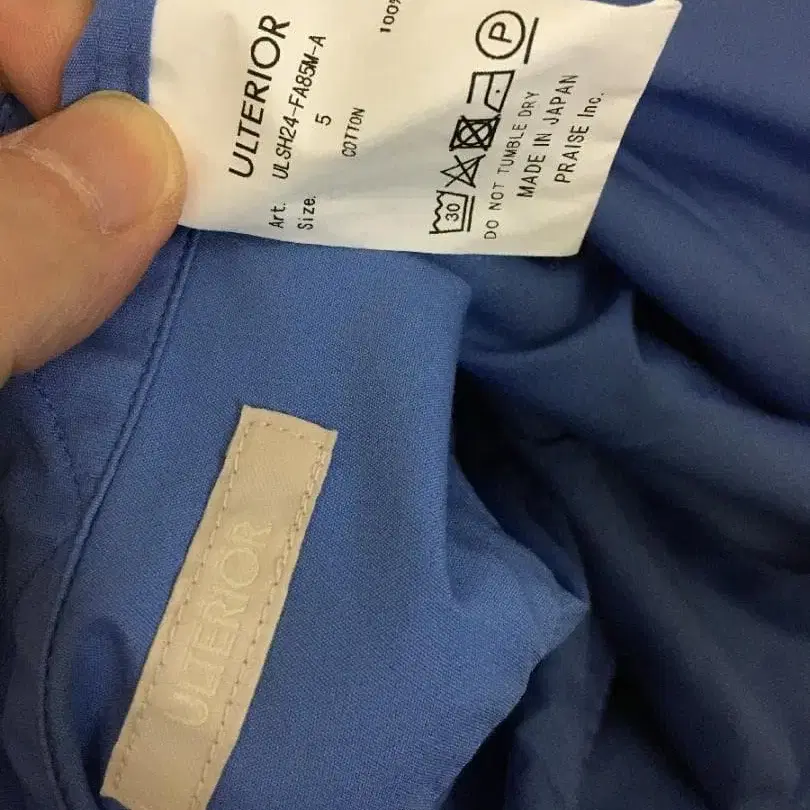 ULTERIOR
Art. ULSH24-FA85M-A
Size. 5
COTTON 100%
30
P
DO NOT TUMBLE DRY
MADE IN JAPAN
PRAISE Inc.
ULTERIOR